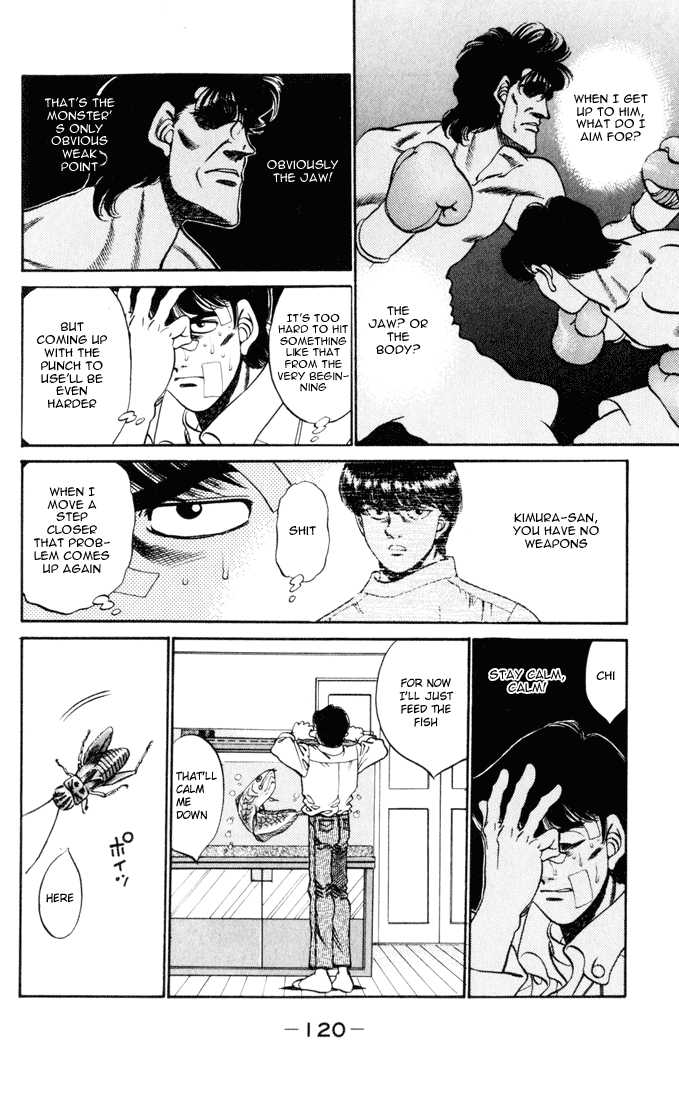 WHEN I GET
UP TO HIM,
WHAT DO I
AIM FOR?
THE
JAW? OR
THE
BODY?
OBVIOUSLY
THE JAW!
THAT'S THE
MONSTER'
S ONLY
OBVIOUS
WEAK
POINT
IT'S TOO
HARD TO HIT
SOMETHING
LIKE THAT
FROM THE
VERY BEGIN-
NING
BUT
COMING UP
WITH THE
PUNCH TO
USE'LL BE
EVEN
HARDER
KIMURA-SAN,
YOU HAVE NO
WEAPONS
SHIT
WHEN I
MOVE A
STEP
CLOSER
THAT PROB-
LEM COMES
UP AGAIN
CHI
STAY CALM,
CALM!
FOR NOW
I'LL JUST
FEED THE
FISH
THAT'LL
CALM
ME
DOWN
ポイッ
HERE
-120-